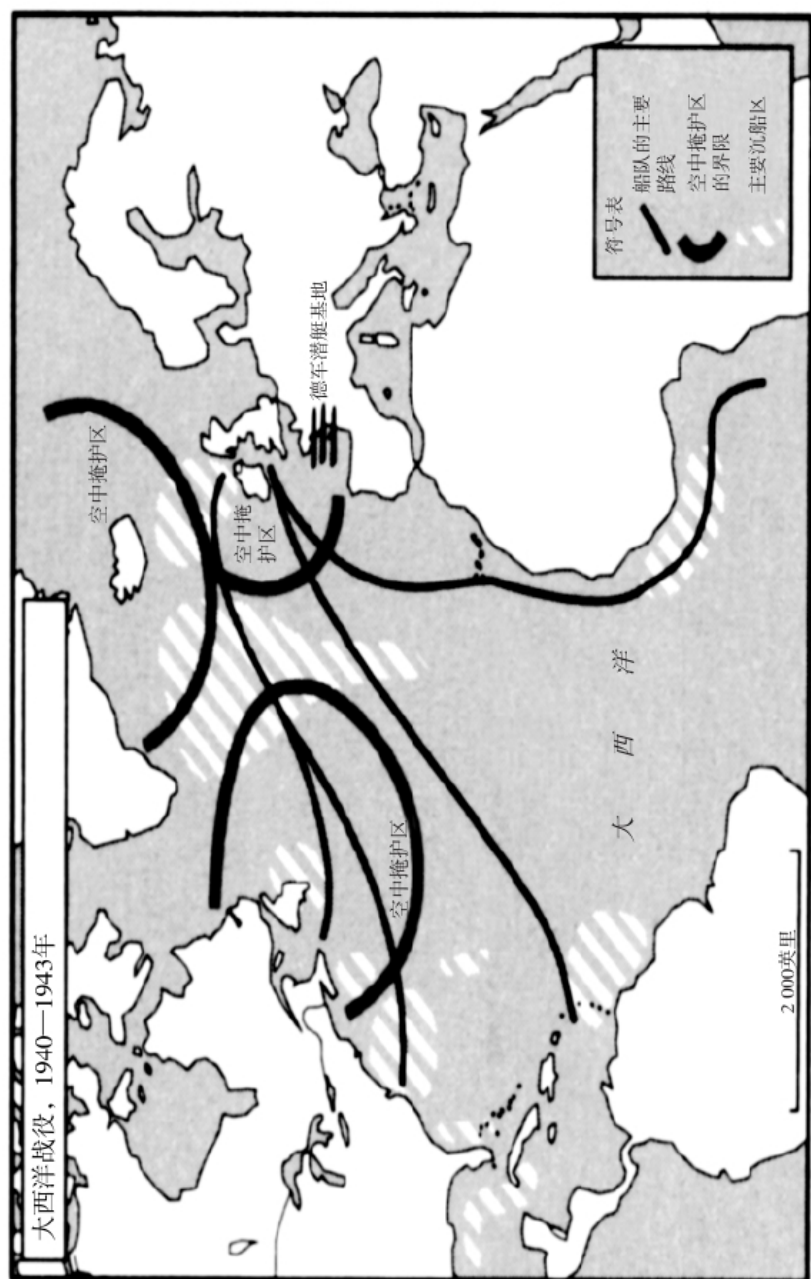 大西洋战役，1940—1943年
空中掩护区
空中掩
护区
德军潜艇基地
空中掩护区
大西洋
2 000英里
符号表
船队的主要
路线
空中掩护区
的界限
主要沉船区